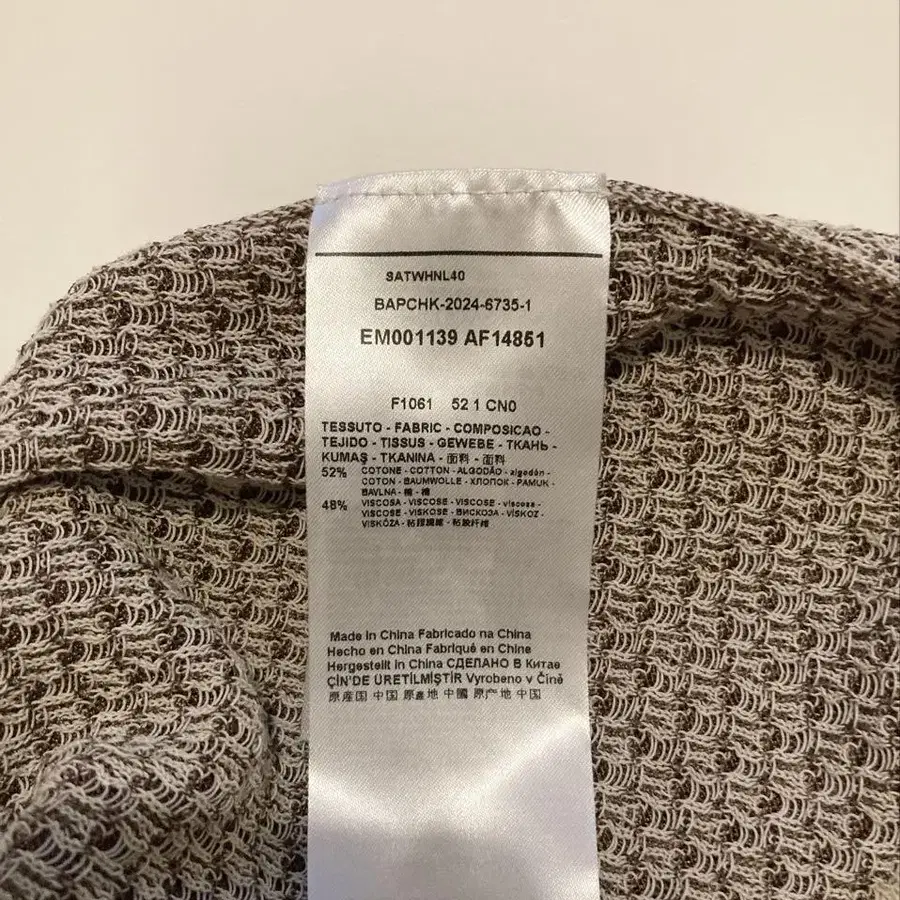 SATWHNL40
BAPCHK-2024-6735-1
EM001139 AF14851
F1061 52 1 CN0
TESSUTO - FABRIC - COMPOSICAO -
TEJIDO - TISSUS - GEWEBE - ТКАНЬ -
KUMAŞ - TKANINA - 面料 - 面料
52% COTONE - COTTON - ALGODÃO - algodón -
COTON - BAUMWOLLE - ХЛОПОК - PAMUK -
BAVLNA - 棉 - 棉
48% VISCOSA - VISCOSE - VISCOSE - viscosa -
VISCOSE - VISKOSE - ВИСКОЗА - VİSKOZ -
VISKÓZA - 粘膠纖維 - 粘胶纤维
Made in China Fabricado na China
Hecho en China Fabriqué en Chine
Hergestellt in China СДЕЛАНО В Китае
ÇİN'DE ÜRETİLMİŞTİR Vyrobeno v Číně
原産国 中国 原產地 中國 原产地 中国